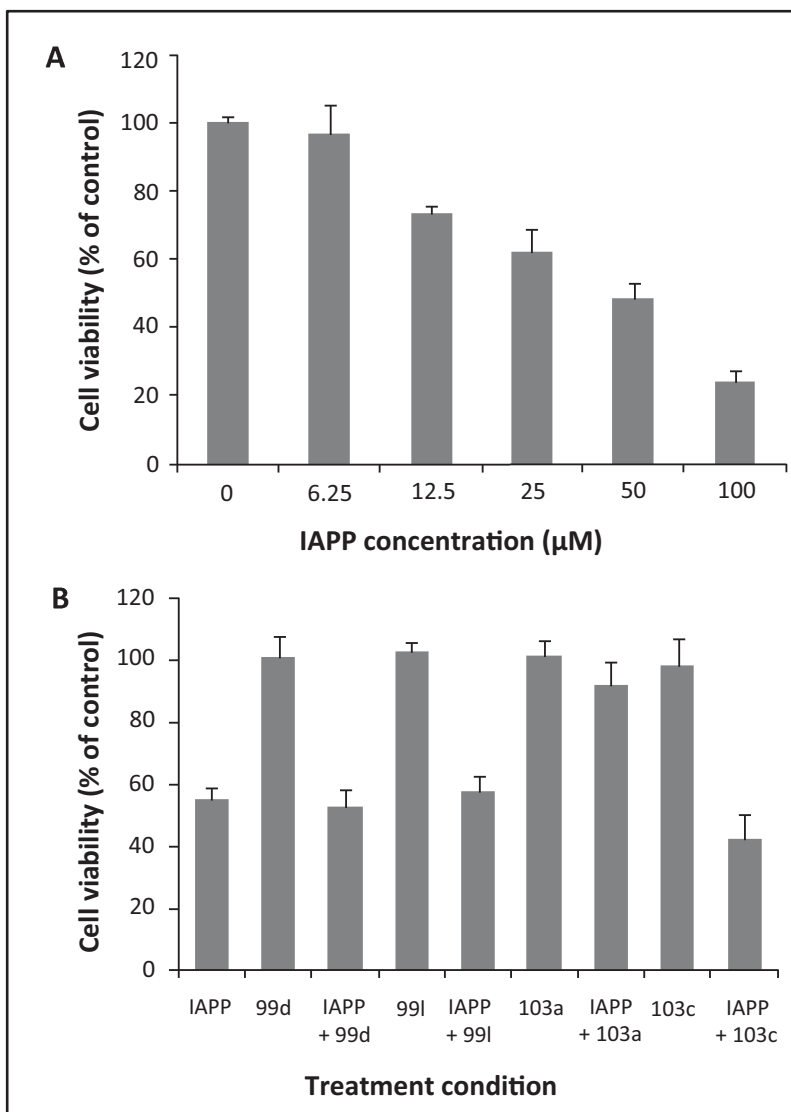 A
120
100
80
60
40
20
0
Cell viability (% of control)
0 6.25 12.5 25 50 100
IAPP concentration (µM)
B
120
100
80
60
40
20
0
Cell viability (% of control)
IAPP 99d IAPP 99l IAPP 103a IAPP 103c IAPP
+ 99d + 99l + 103a + 103c
Treatment condition